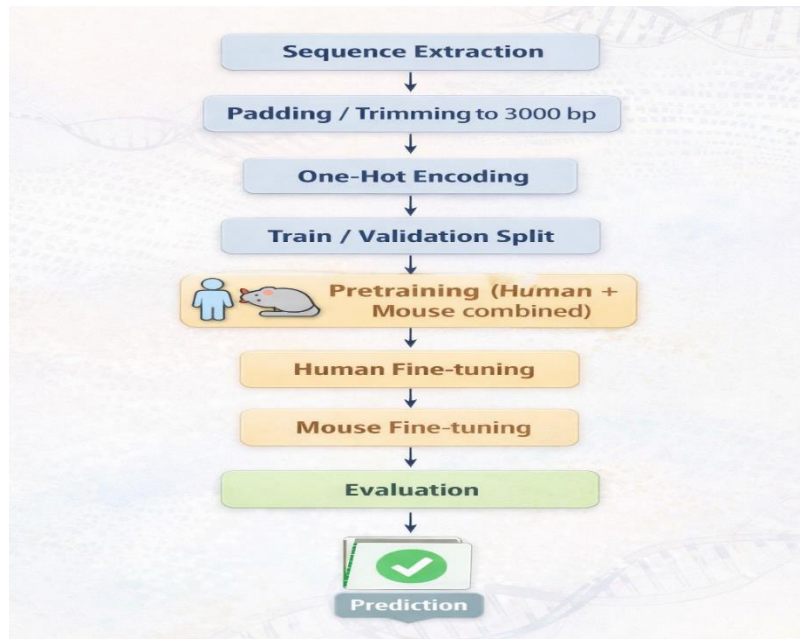 Sequence Extraction
Padding / Trimming to 3000 bp
One-Hot Encoding
Train / Validation Split
Pretraining (Human +
Mouse combined)
Human Fine-tuning
Mouse Fine-tuning
Evaluation
Prediction